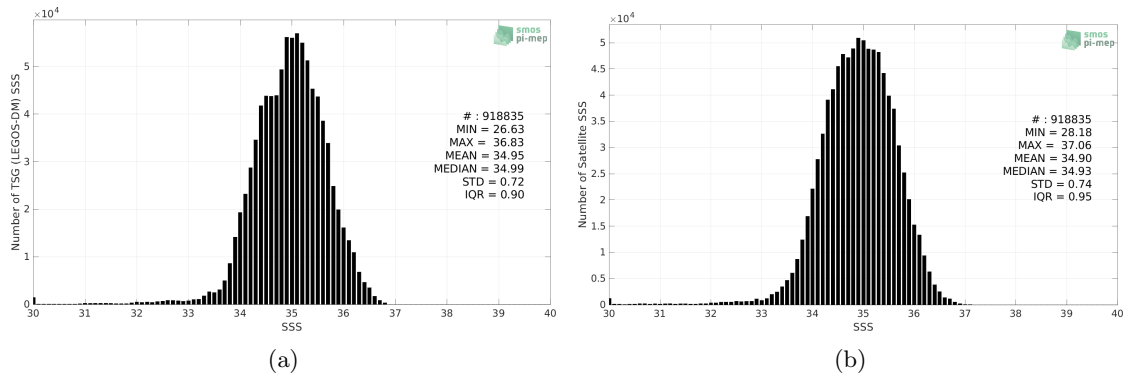 ×10⁴
6
5
4
3
2
1
0
Number of TSG (LEGOS-DM) SSS
30 31 32 33 34 35 36 37 38 39 40
SSS
smos
pi-mep
# : 918835
MIN = 26.63
MAX = 36.83
MEAN = 34.95
MEDIAN = 34.99
STD = 0.72
IQR = 0.90
(a)
×10⁴
5
4.5
4
3.5
3
2.5
2
1.5
1
0.5
0
Number of Satellite SSS
30 31 32 33 34 35 36 37 38 39 40
SSS
smos
pi-mep
# : 918835
MIN = 28.18
MAX = 37.06
MEAN = 34.90
MEDIAN = 34.93
STD = 0.74
IQR = 0.95
(b)